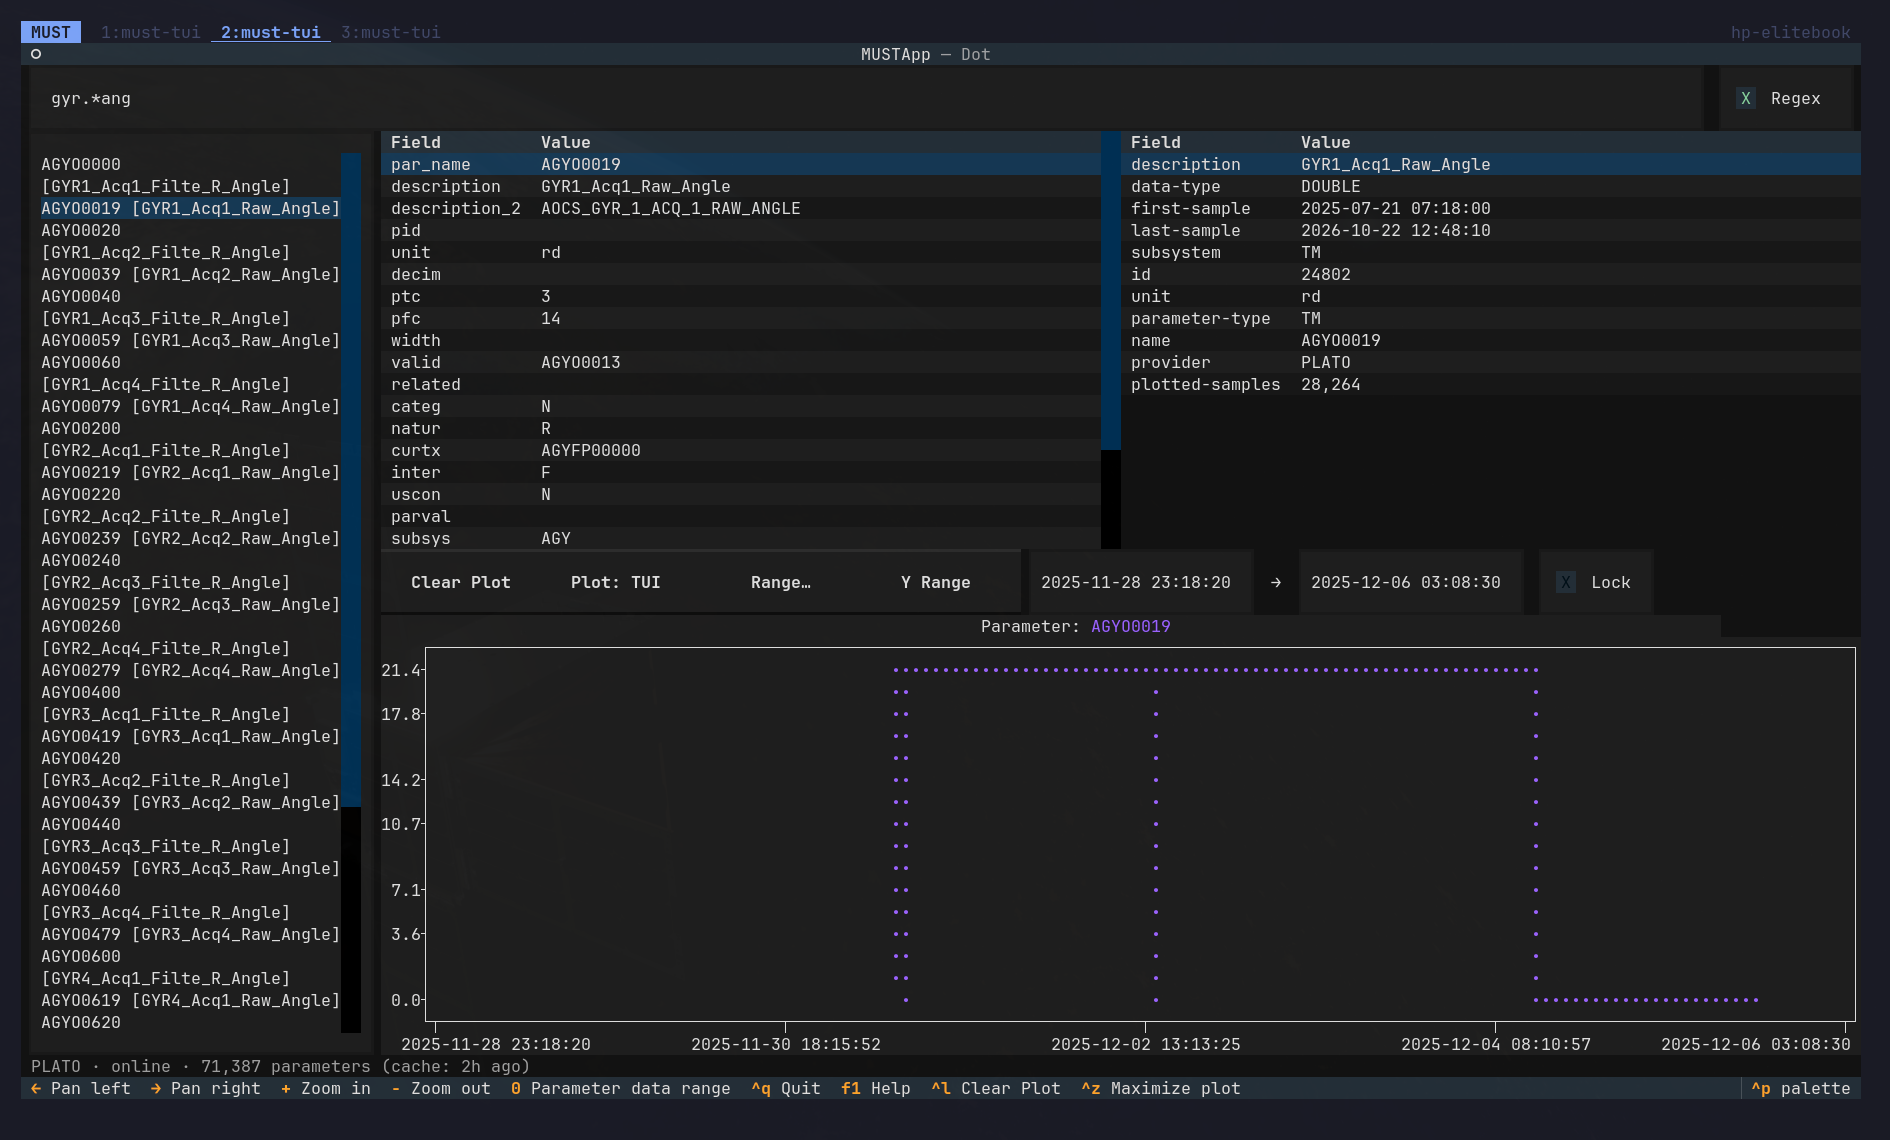 MUST 1:must-tui 2:must-tui 3:must-tui hp-elitebook
MUSTApp — Dot
gyr.*ang
X Regex
AGYO0000
[GYR1_Acq1_Filte_R_Angle]
AGYO0019 [GYR1_Acq1_Raw_Angle]
AGYO0020
[GYR1_Acq2_Filte_R_Angle]
AGYO0039 [GYR1_Acq2_Raw_Angle]
AGYO0040
[GYR1_Acq3_Filte_R_Angle]
AGYO0059 [GYR1_Acq3_Raw_Angle]
AGYO0060
[GYR1_Acq4_Filte_R_Angle]
AGYO0079 [GYR1_Acq4_Raw_Angle]
AGYO0200
[GYR2_Acq1_Filte_R_Angle]
AGYO0219 [GYR2_Acq1_Raw_Angle]
AGYO0220
[GYR2_Acq2_Filte_R_Angle]
AGYO0239 [GYR2_Acq2_Raw_Angle]
AGYO0240
[GYR2_Acq3_Filte_R_Angle]
AGYO0259 [GYR2_Acq3_Raw_Angle]
AGYO0260
[GYR2_Acq4_Filte_R_Angle]
AGYO0279 [GYR2_Acq4_Raw_Angle]
AGYO0400
[GYR3_Acq1_Filte_R_Angle]
AGYO0419 [GYR3_Acq1_Raw_Angle]
AGYO0420
[GYR3_Acq2_Filte_R_Angle]
AGYO0439 [GYR3_Acq2_Raw_Angle]
AGYO0440
[GYR3_Acq3_Filte_R_Angle]
AGYO0459 [GYR3_Acq3_Raw_Angle]
AGYO0460
[GYR3_Acq4_Filte_R_Angle]
AGYO0479 [GYR3_Acq4_Raw_Angle]
AGYO0600
[GYR4_Acq1_Filte_R_Angle]
AGYO0619 [GYR4_Acq1_Raw_Angle]
AGYO0620
Field Value
par_name AGYO0019
description GYR1_Acq1_Raw_Angle
description_2 AOCS_GYR_1_ACQ_1_RAW_ANGLE
pid
unit rd
decim
ptc 3
pfc 14
width
valid AGYO0013
related
categ N
natur R
curtx AGYFP00000
inter F
uscon N
parval
subsys AGY
Field Value
description GYR1_Acq1_Raw_Angle
data-type DOUBLE
first-sample 2025-07-21 07:18:00
last-sample 2026-10-22 12:48:10
subsystem TM
id 24802
unit rd
parameter-type TM
name AGYO0019
provider PLATO
plotted-samples 28,264
Clear Plot Plot: TUI Range… Y Range 2025-11-28 23:18:20 → 2025-12-06 03:08:30 X Lock
Parameter: AGYO0019
21.4
17.8
14.2
10.7
7.1
3.6
0.0
2025-11-28 23:18:20 2025-11-30 18:15:52 2025-12-02 13:13:25 2025-12-04 08:10:57 2025-12-06 03:08:30
PLATO · online · 71,387 parameters (cache: 2h ago)
← Pan left → Pan right + Zoom in - Zoom out 0 Parameter data range ^q Quit f1 Help ^l Clear Plot ^z Maximize plot ^p palette